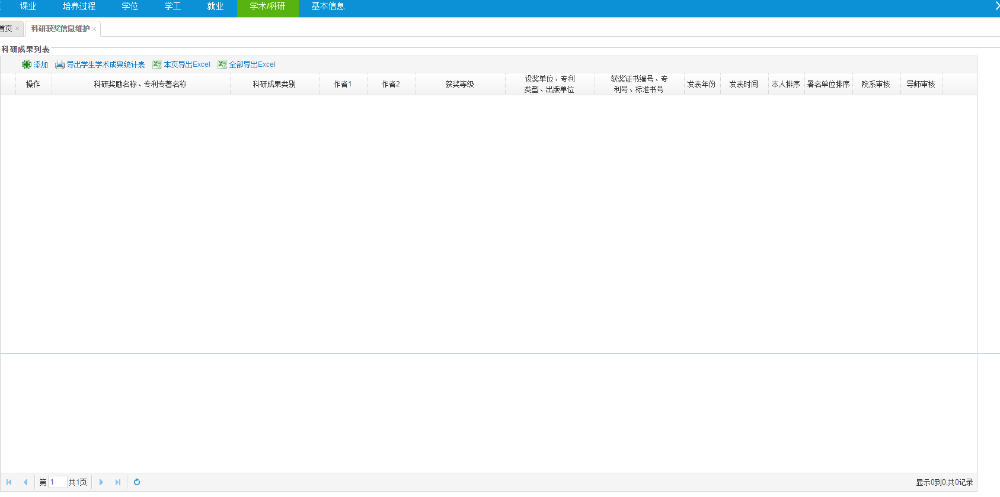 课业 培养过程 学位 学工 就业 学术/科研 基本信息
首页 科研获奖信息维护
科研成果列表
添加 导出学生学术成果统计表 本页导出Excel 全部导出Excel
操作 科研奖励名称、专利专著名称 科研成果类别 作者1 作者2 获奖等级 设奖单位、专利类型、出版单位 获奖证书编号、专利号、标准书号 发表年份 发表时间 本人排序 署名单位排序 院系审核 导师审核
第 1 共1页 显示0到0,共0记录